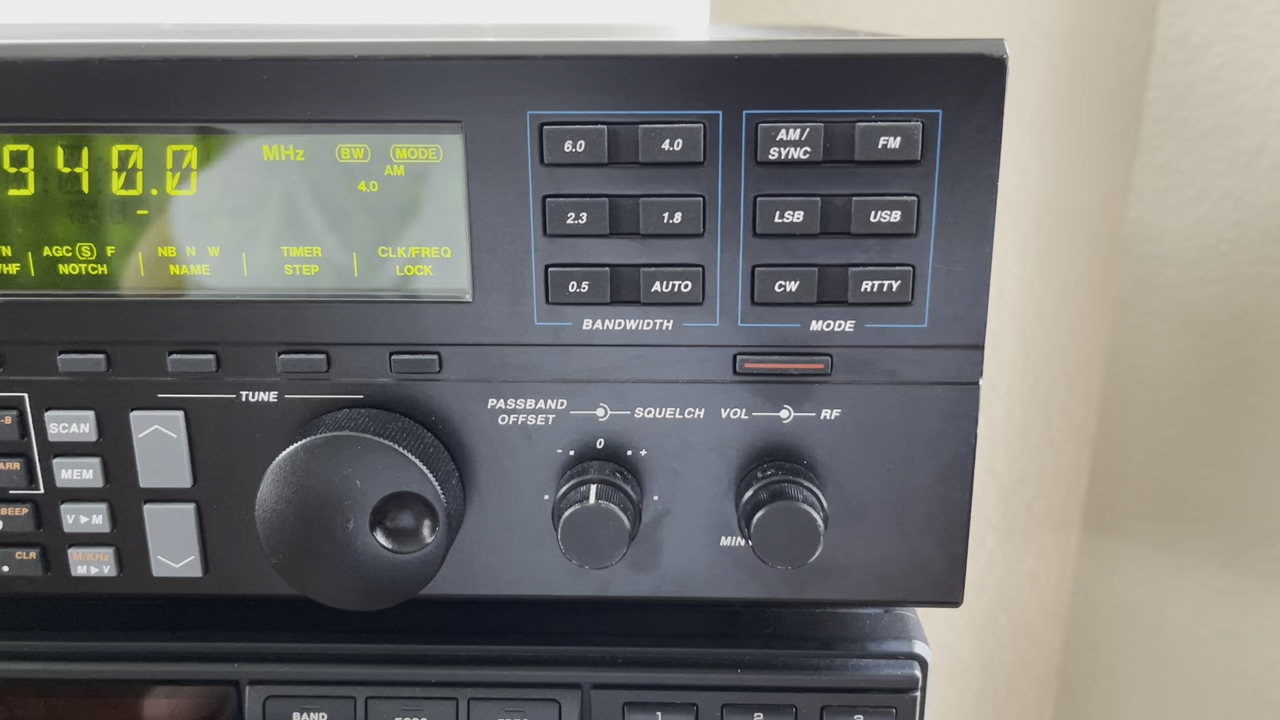 940.0
MHz
BW
MODE
AM
4.0
AGC S F
NB N W
TIMER
CLK/FREQ
NOTCH
NAME
STEP
LOCK
6.0
4.0
2.3
1.8
0.5
AUTO
BANDWIDTH
AM/
SYNC
FM
LSB
USB
CW
RTTY
MODE
TUNE
SCAN
MEM
V▶M
M/KHz
M▶V
BEEP
CLR
PASSBAND
OFFSET
SQUELCH
- 0 +
VOL
RF
MIN
BAND
1
2
3